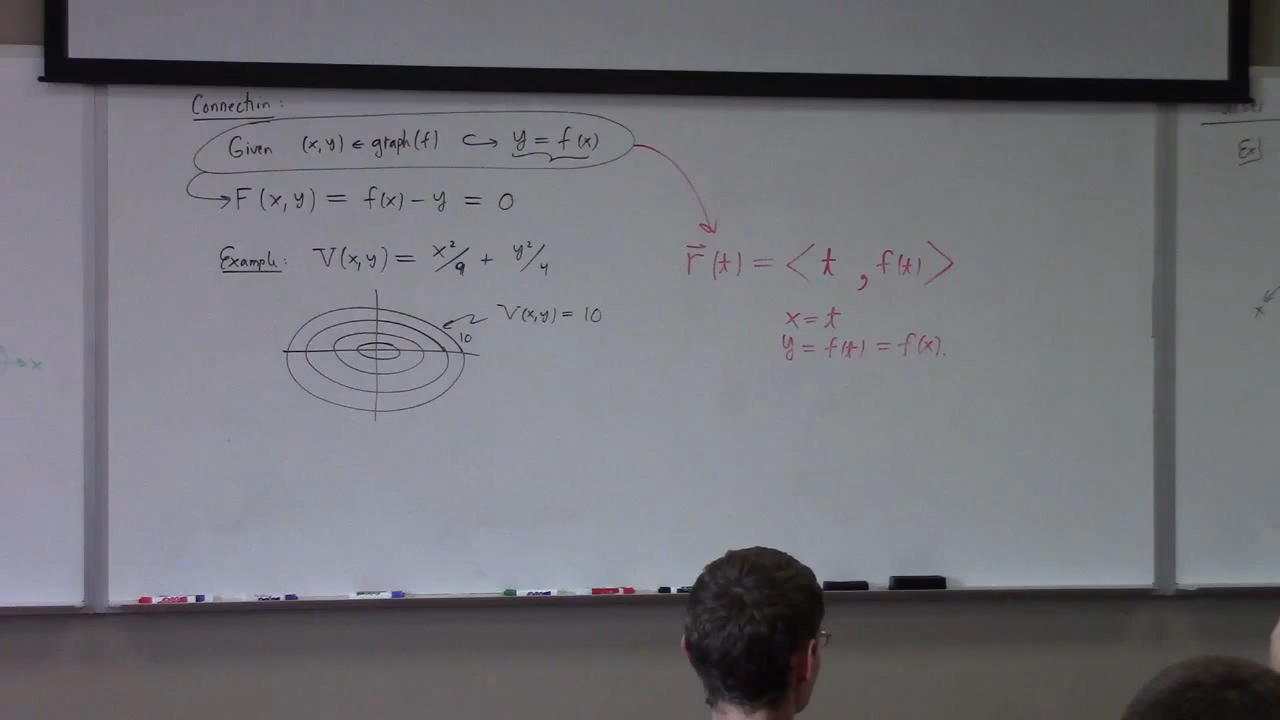 Connection:
Given (x,y) ∈ graph(f) ↪ y = f(x)
F(x,y) = f(x) - y = 0
Example: V(x,y) = x²/9 + y²/4
V(x,y) = 10
10
r⃗(t) = < t , f(t) >
x = t
y = f(t) = f(x).
Ex]
x
x